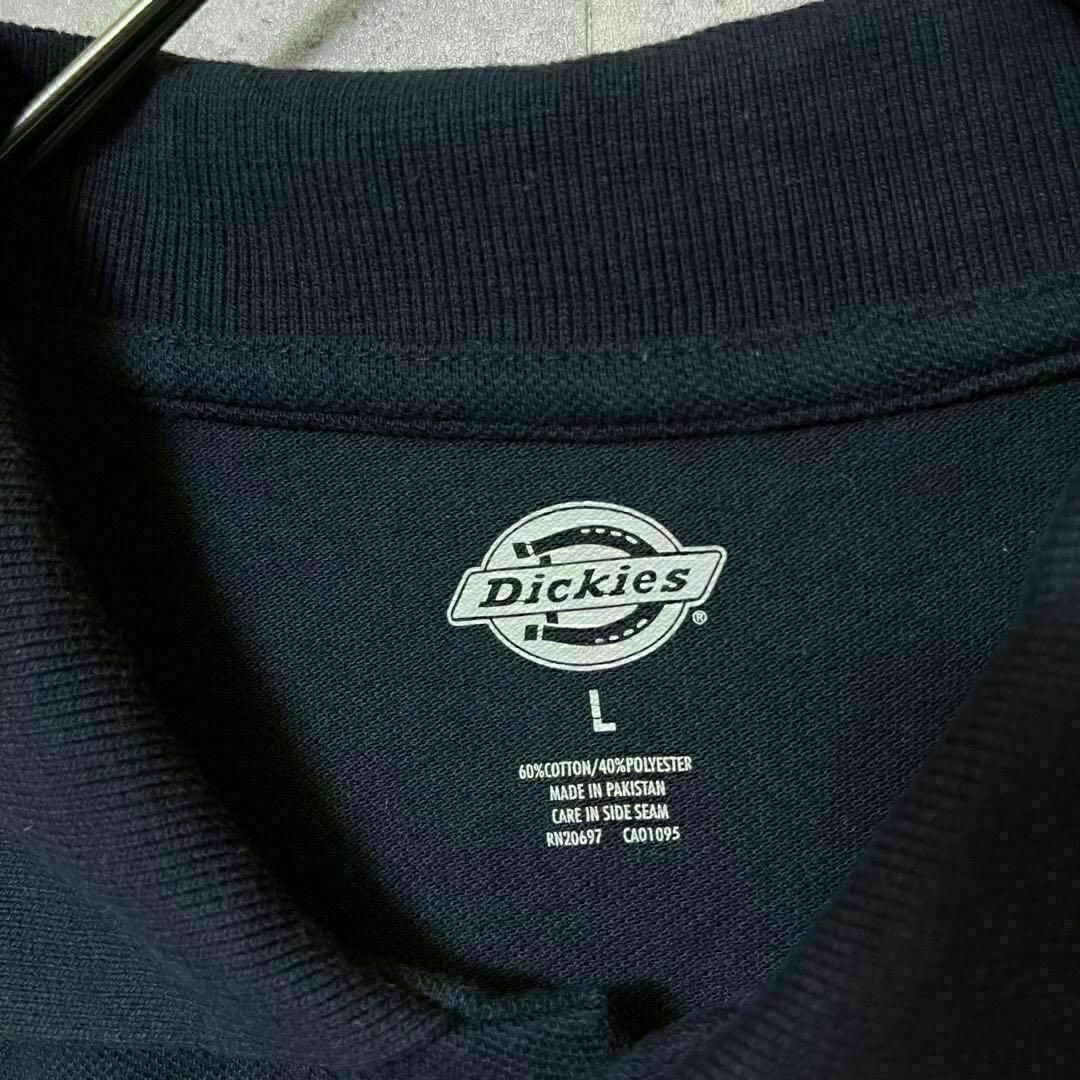 Dickies®
L
60%COTTON/40%POLYESTER
MADE IN PAKISTAN
CARE IN SIDE SEAM
RN20697 CA01095